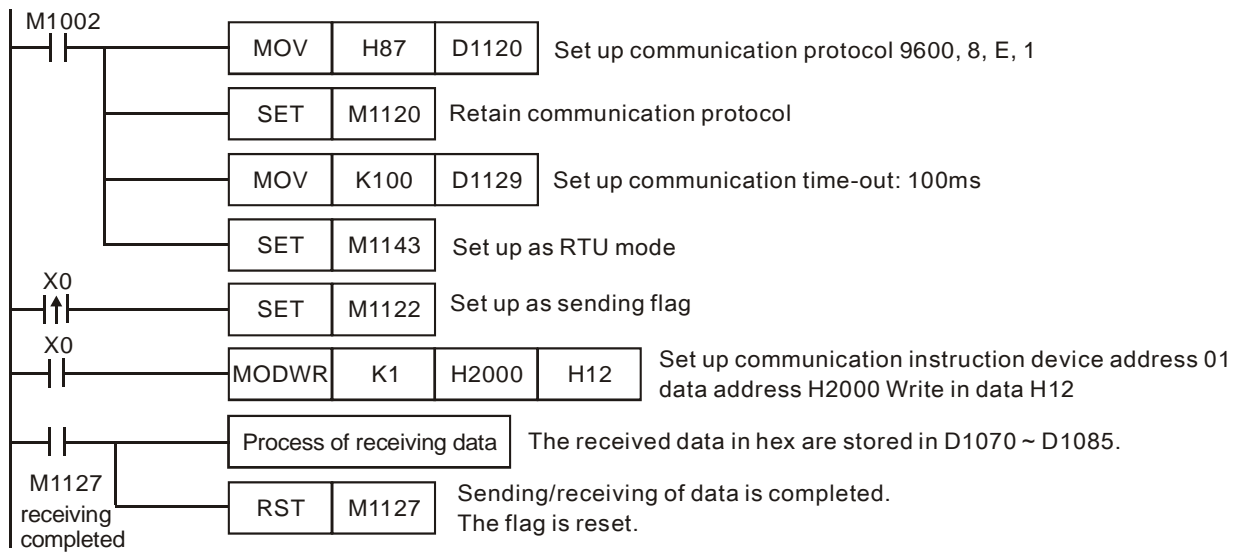 M1002
MOV H87 D1120 Set up communication protocol 9600, 8, E, 1
SET M1120 Retain communication protocol
MOV K100 D1129 Set up communication time-out: 100ms
SET M1143 Set up as RTU mode
X0
SET M1122 Set up as sending flag
X0
MODWR K1 H2000 H12 Set up communication instruction device address 01
data address H2000 Write in data H12
Process of receiving data The received data in hex are stored in D1070 ~ D1085.
M1127
receiving
completed
RST M1127 Sending/receiving of data is completed.
The flag is reset.